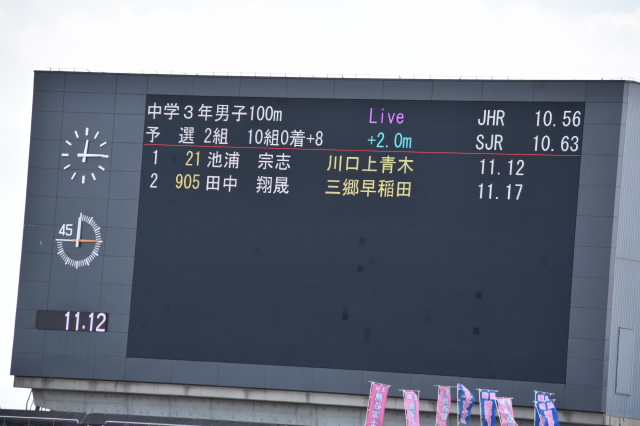 中学3年男子100m Live JHR 10.56
予 選 2組 10組0着+8 +2.0m SJR 10.63
1 21 池浦 宗志 川口上青木 11.12
2 905 田中 翔晟 三郷早稲田 11.17
45
11.12